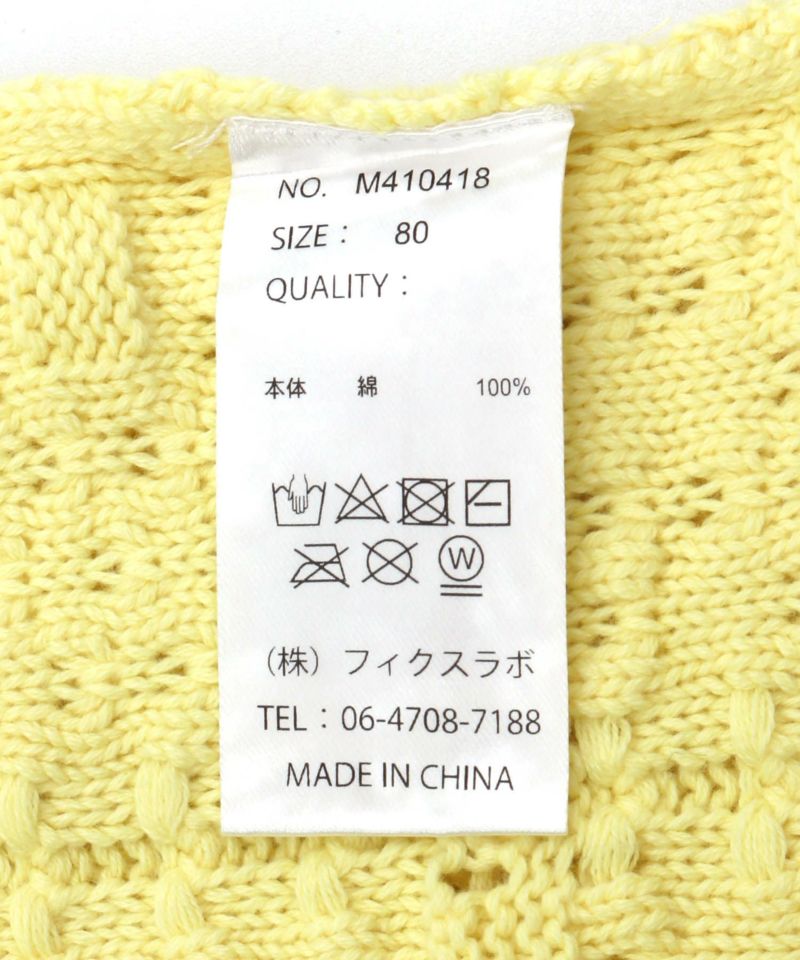 NO. M410418
SIZE： 80
QUALITY：
本体 綿 100%
W
（株）フィクスラボ
TEL：06-4708-7188
MADE IN CHINA